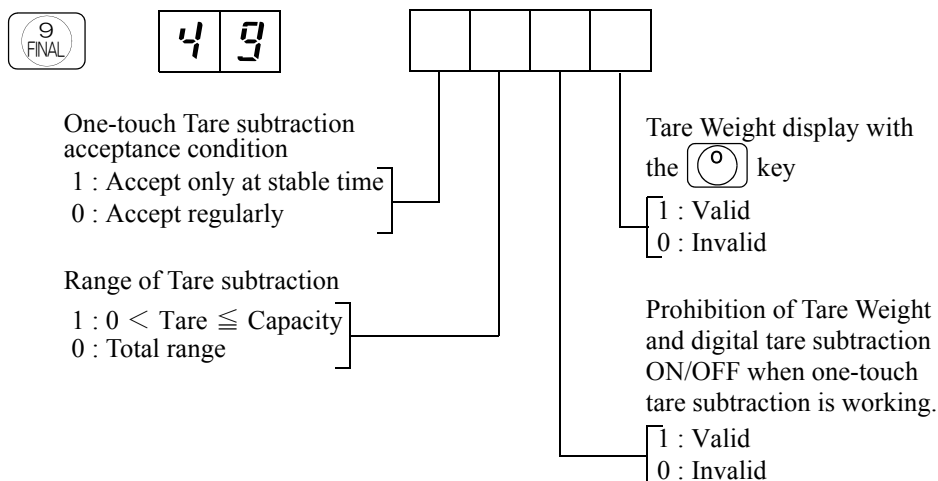 9
FINAL
4 9
One-touch Tare subtraction
acceptance condition
1 : Accept only at stable time
0 : Accept regularly
Range of Tare subtraction
1 : 0 < Tare ≦ Capacity
0 : Total range
Tare Weight display with
the 0 key
1 : Valid
0 : Invalid
Prohibition of Tare Weight
and digital tare subtraction
ON/OFF when one-touch
tare subtraction is working.
1 : Valid
0 : Invalid